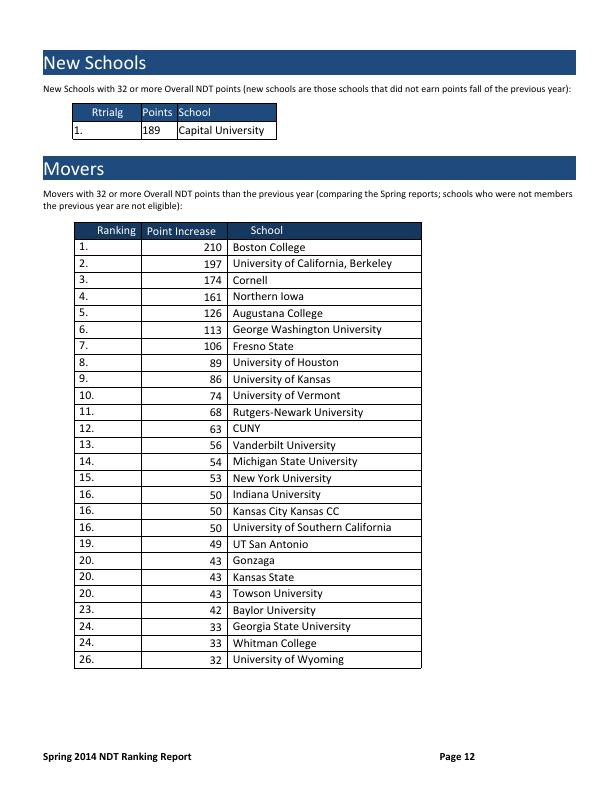 New Schools
New Schools with 32 or more Overall NDT points (new schools are those schools that did not earn points fall of the previous year):
Rtrialg Points School
1. 189 Capital University
Movers
Movers with 32 or more Overall NDT points than the previous year (comparing the Spring reports; schools who were not members
the previous year are not eligible):
Ranking Point Increase School
1. 210 Boston College
2. 197 University of California, Berkeley
3. 174 Cornell
4. 161 Northern Iowa
5. 126 Augustana College
6. 113 George Washington University
7. 106 Fresno State
8. 89 University of Houston
9. 86 University of Kansas
10. 74 University of Vermont
11. 68 Rutgers-Newark University
12. 63 CUNY
13. 56 Vanderbilt University
14. 54 Michigan State University
15. 53 New York University
16. 50 Indiana University
16. 50 Kansas City Kansas CC
16. 50 University of Southern California
19. 49 UT San Antonio
20. 43 Gonzaga
20. 43 Kansas State
20. 43 Towson University
23. 42 Baylor University
24. 33 Georgia State University
24. 33 Whitman College
26. 32 University of Wyoming
Spring 2014 NDT Ranking Report Page 12